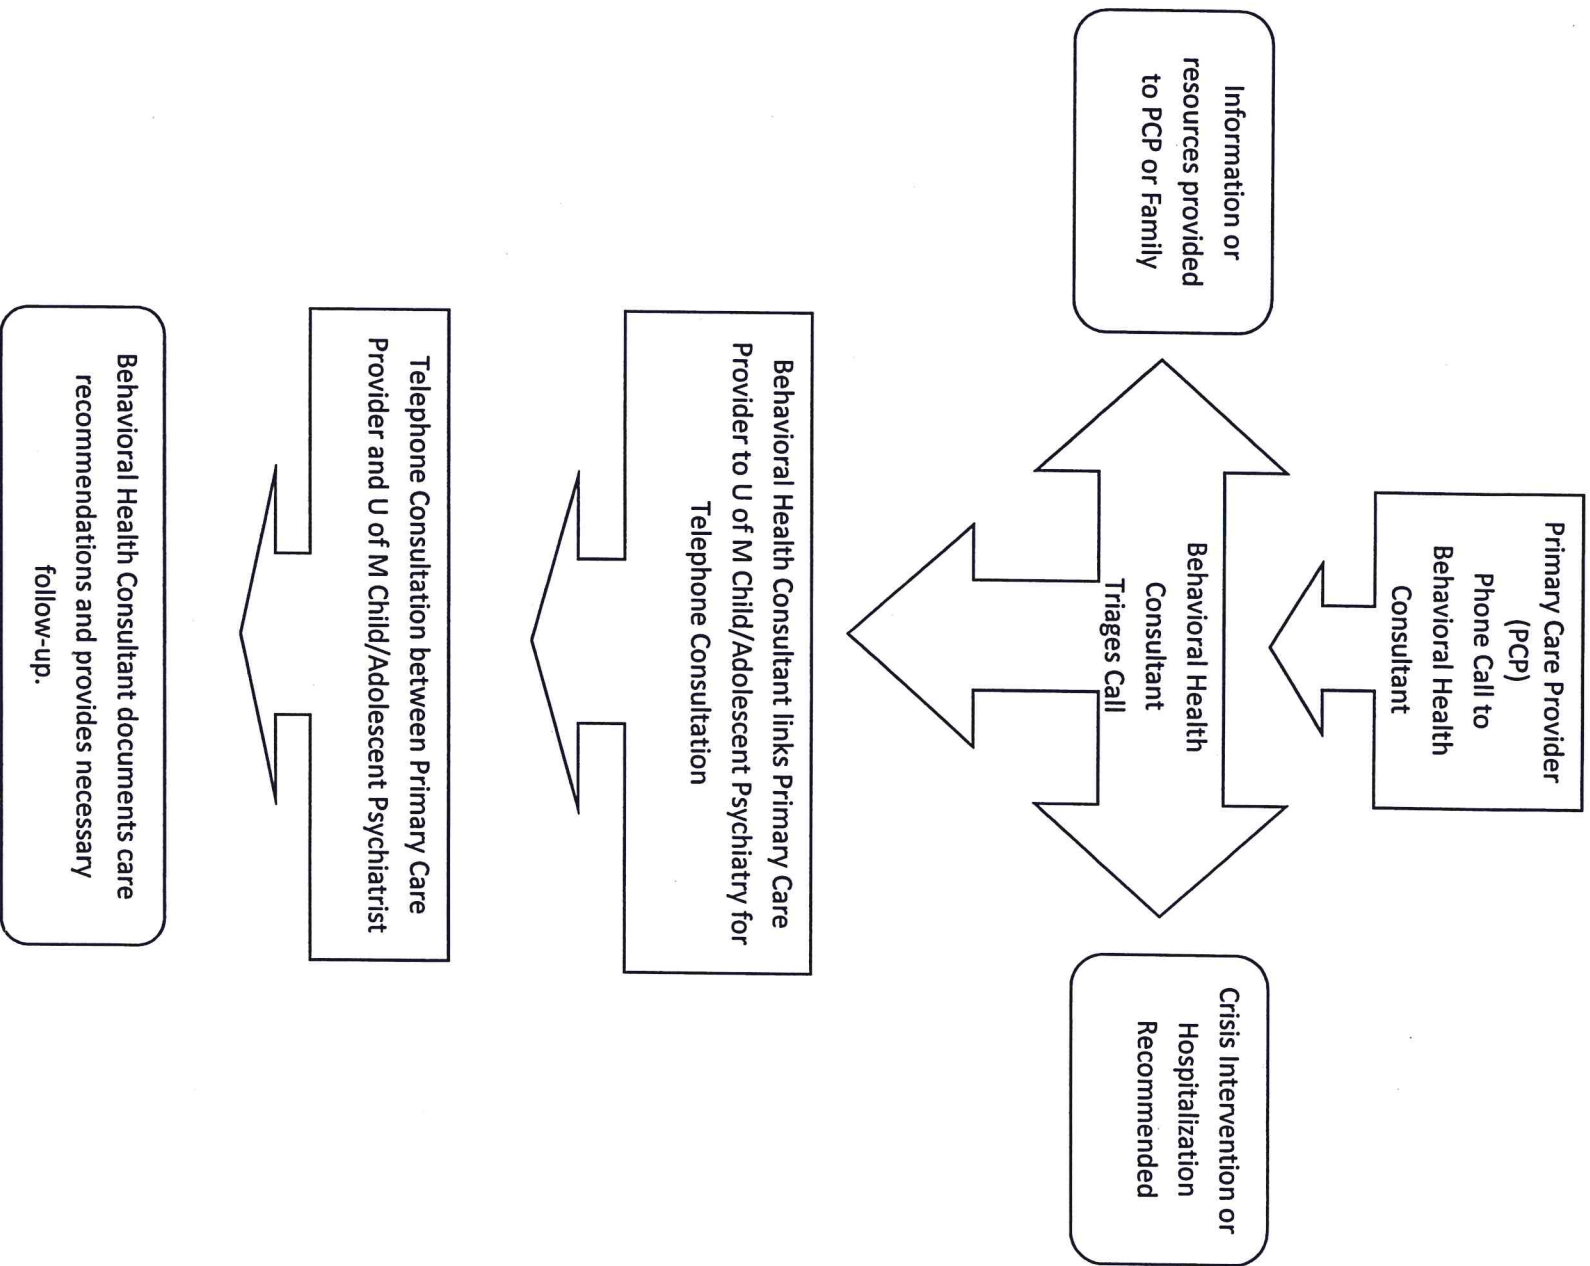 Primary Care Provider
(PCP)
Phone Call to
Behavioral Health
Consultant
Behavioral Health
Consultant
Triages Call
Information or
resources provided
to PCP or Family
Crisis Intervention or
Hospitalization
Recommended
Behavioral Health Consultant links Primary Care
Provider to U of M Child/Adolescent Psychiatry for
Telephone Consultation
Telephone Consultation between Primary Care
Provider and U of M Child/Adolescent Psychiatrist
Behavioral Health Consultant documents care
recommendations and provides necessary
follow-up.